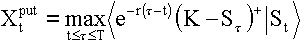 X_t^put = max_{t≤τ≤T} ⟨e^{-r(τ-t)} (K − S_τ)^+ | S_t⟩